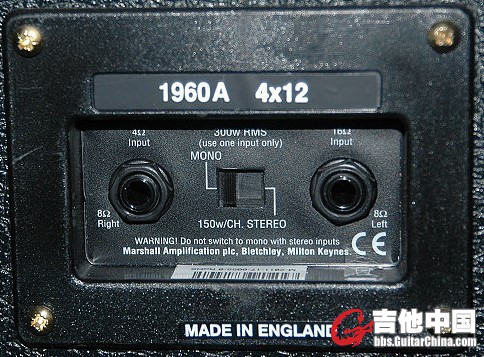 1960A 4x12
4Ω Input
300w RMS
(use one input only)
16Ω Input
MONO
8Ω Right
150w/CH. STEREO
8Ω Left
WARNING! Do not switch to mono with stereo inputs
Marshall Amplification plc, Bletchley, Milton Keynes.
CE
MADE IN ENGLAND
吉他中国
bbs.GuitarChina.com